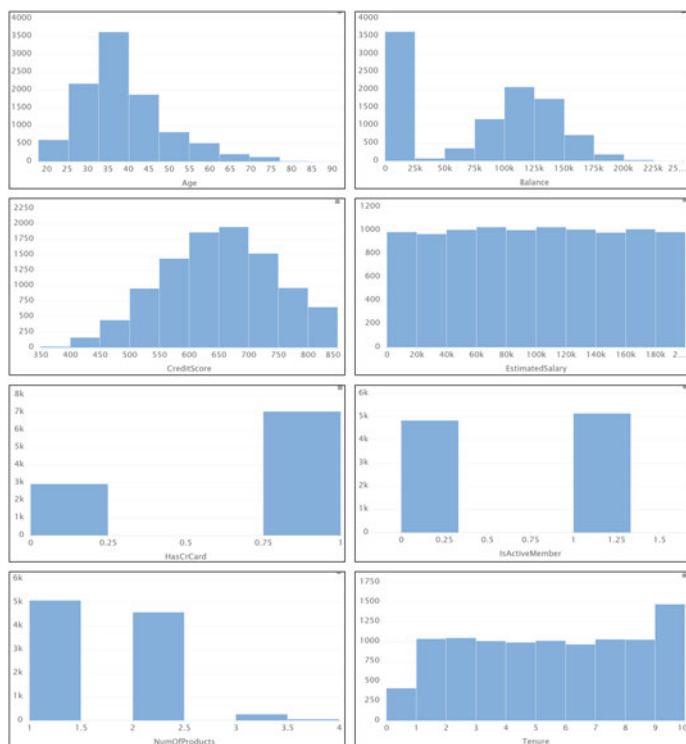 4000
3500
3000
2500
2000
1500
1000
500
0
20 25 30 35 40 45 50 55 60 65 70 75 80 85 90
Age
4000
3500
3000
2500
2000
1500
1000
500
0
0 25k 50k 75k 100k 125k 150k 175k 200k 225k 25...
Balance
2250
2000
1750
1500
1250
1000
750
500
250
0
350 400 450 500 550 600 650 700 750 800 850
CreditScore
1200
1000
800
600
400
200
0
0 20k 40k 60k 80k 100k 120k 140k 160k 180k 2...
EstimatedSalary
8k
7k
6k
5k
4k
3k
2k
1k
0
0 0.25 0.5 0.75 1
HasCrCard
6k
5k
4k
3k
2k
1k
0
0 0.25 0.5 0.75 1 1.25 1.5
IsActiveMember
6k
5k
4k
3k
2k
1k
0
1 1.5 2 2.5 3 3.5 4
NumOfProducts
1750
1500
1250
1000
750
500
250
0
0 1 2 3 4 5 6 7 8 9 10
Tenure